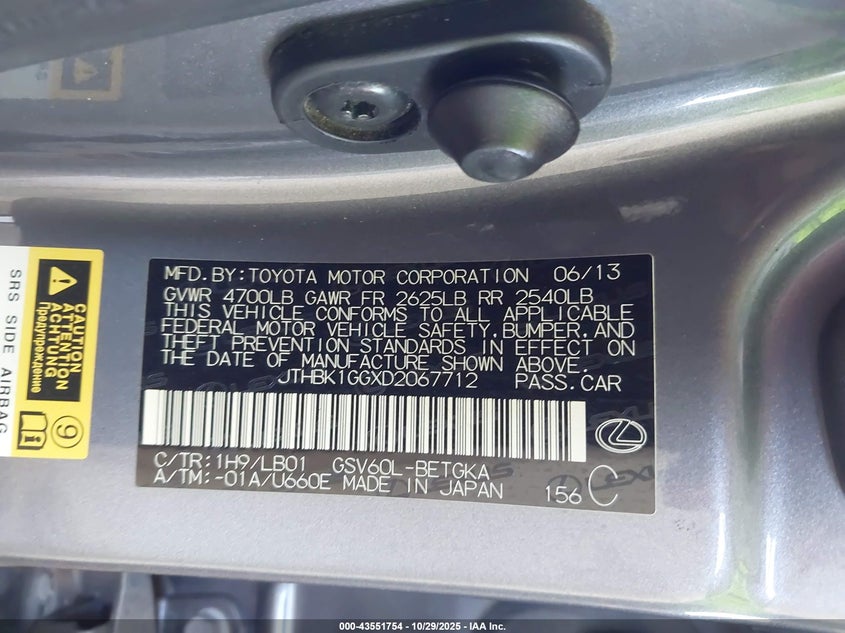 MFD.BY:TOYOTA MOTOR CORPORATION 06/13
GVWR 4700LB GAWR FR 2625LB RR 2540LB
THIS VEHICLE CONFORMS TO ALL APPLICABLE
FEDERAL MOTOR VEHICLE SAFETY,BUMPER,AND
THEFT PREVENTION STANDARDS IN EFFECT ON
THE DATE OF MANUFACTURE SHOWN ABOVE.
JTHBK1GGXD2067712 PASS.CAR
C/TR:1H9/LB01 GSV60L-BETGKA
A/TM:-01A/U660E MADE IN JAPAN 156 C
CAUTION
ATTENTION
ACHTUNG
Предупреждение
SRS SIDE AIRBAG
9
000-43551754 | 10/29/2025 - IAA Inc.